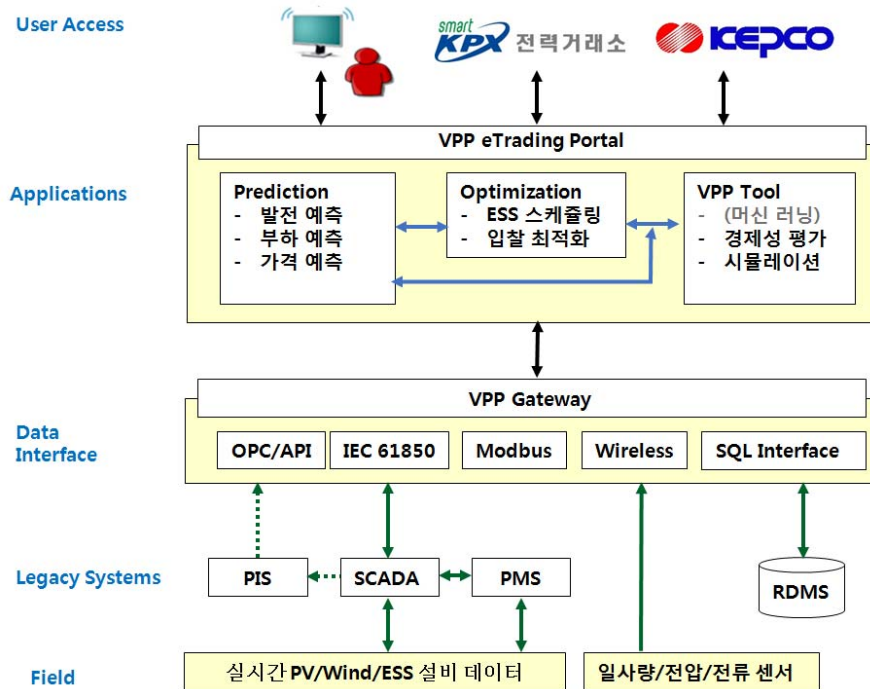 User Access
smart
KPX 전력거래소
KEPCO
VPP eTrading Portal
Applications
Prediction
- 발전 예측
- 부하 예측
- 가격 예측
Optimization
- ESS 스케쥴링
- 입찰 최적화
VPP Tool
- (머신 러닝)
- 경제성 평가
- 시뮬레이션
VPP Gateway
Data
Interface
OPC/API
IEC 61850
Modbus
Wireless
SQL Interface
Legacy Systems
PIS
SCADA
PMS
RDMS
Field
실시간 PV/Wind/ESS 설비 데이터
일사량/전압/전류 센서